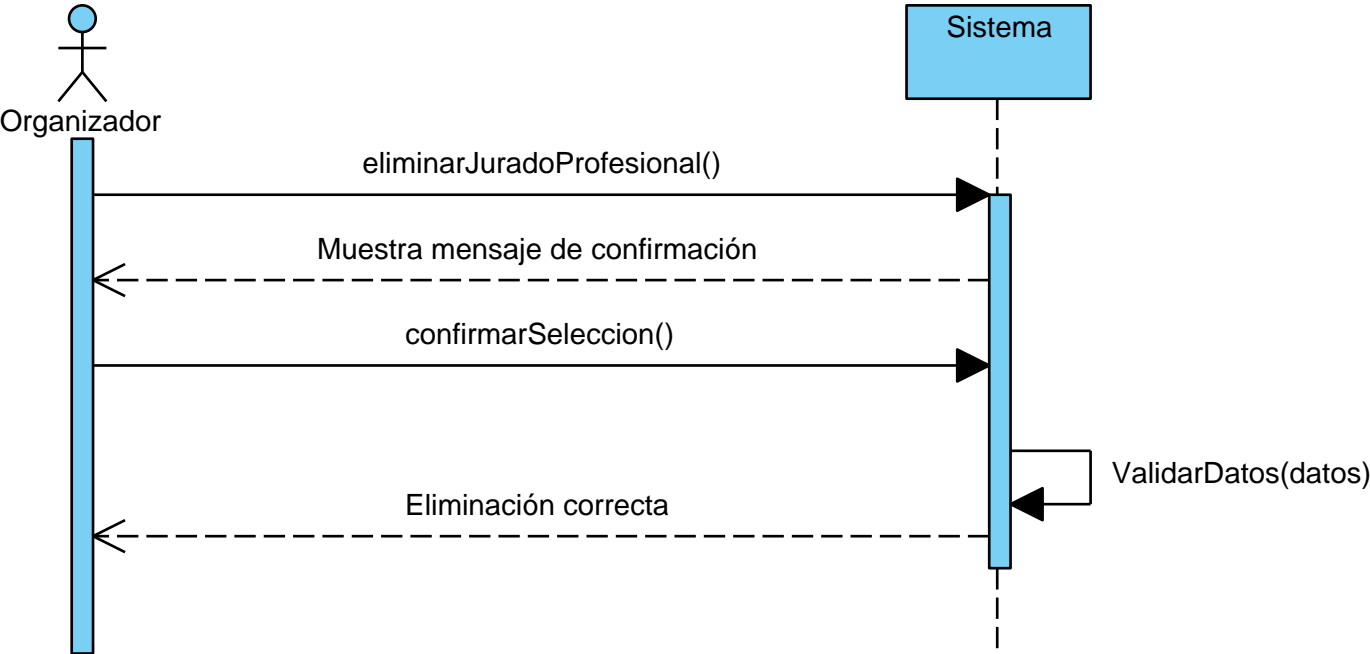 Sistema
Organizador
eliminarJuradoProfesional()
Muestra mensaje de confirmación
confirmarSeleccion()
ValidarDatos(datos)
Eliminación correcta